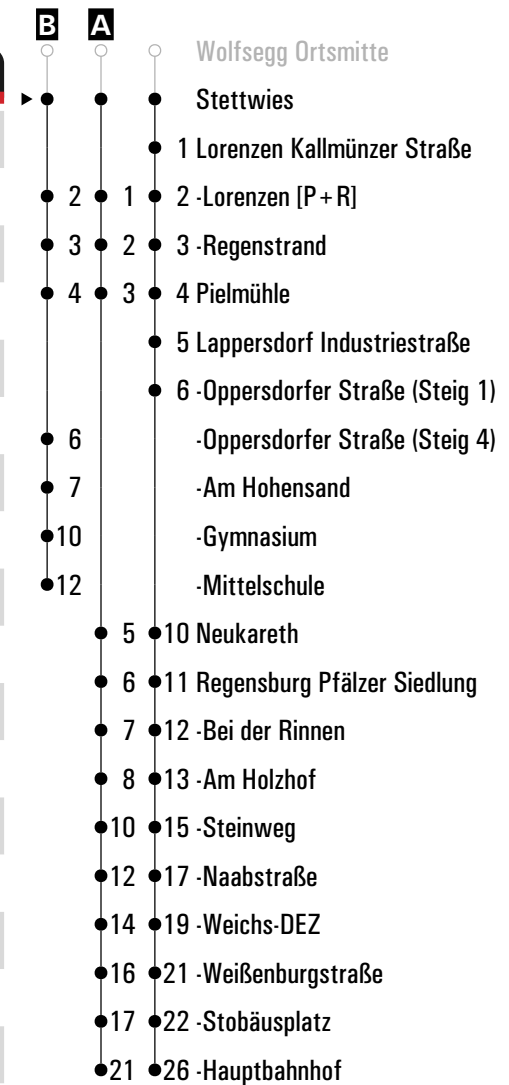 B A
Wolfsegg Ortsmitte
Stettwies
1 Lorenzen Kallmünzer Straße
2 1 2 -Lorenzen [P+R]
3 2 3 -Regenstrand
4 3 4 Pielmühle
5 Lappersdorf Industriestraße
6 -Oppersdorfer Straße (Steig 1)
6 -Oppersdorfer Straße (Steig 4)
7 -Am Hohensand
10 -Gymnasium
12 -Mittelschule
5 10 Neukareth
6 11 Regensburg Pfälzer Siedlung
7 12 -Bei der Rinnen
8 13 -Am Holzhof
10 15 -Steinweg
12 17 -Naabstraße
14 19 -Weichs-DEZ
16 21 -Weißenburgstraße
17 22 -Stobäusplatz
21 26 -Hauptbahnhof